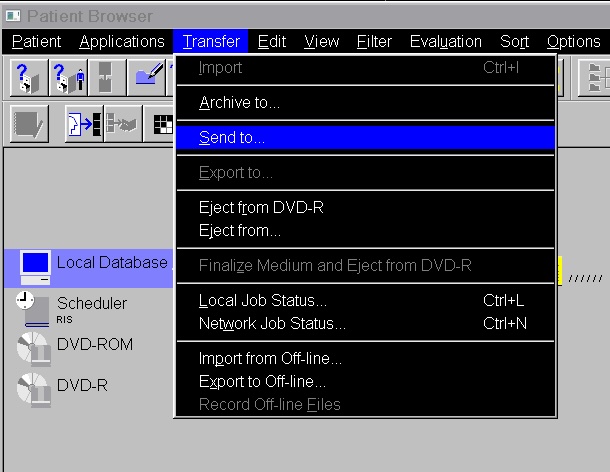 Patient Browser
Patient Applications Transfer Edit View Filter Evaluation Sort Options
Import Ctrl+I
Archive to...
Send to...
Export to...
Eject from DVD-R
Eject from...
Finalize Medium and Eject from DVD-R
Local Job Status... Ctrl+L
Network Job Status... Ctrl+N
Import from Off-line...
Export to Off-line...
Record Off-line Files
Local Database
Scheduler
RIS
DVD-ROM
DVD-R